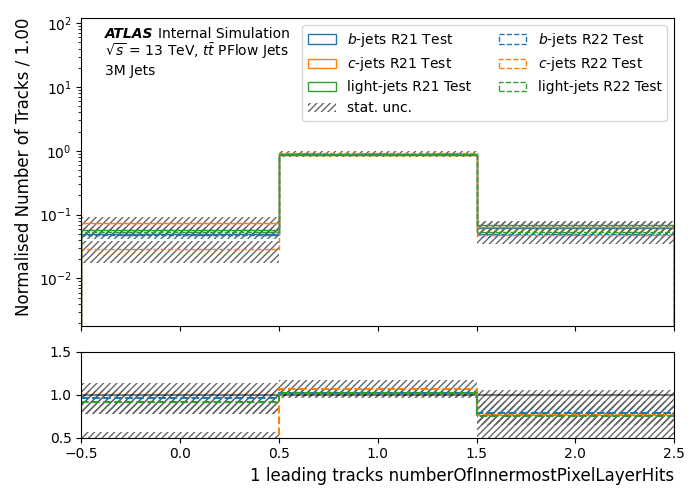 ATLAS Internal Simulation
√s = 13 TeV, tt̄ PFlow Jets
3M Jets
b-jets R21 Test
c-jets R21 Test
light-jets R21 Test
stat. unc.
b-jets R22 Test
c-jets R22 Test
light-jets R22 Test
Normalised Number of Tracks / 1.00
10²
10¹
10⁰
10⁻¹
10⁻²
1.5
1.0
0.5
−0.5 0.0 0.5 1.0 1.5 2.0 2.5
1 leading tracks numberOfInnermostPixelLayerHits